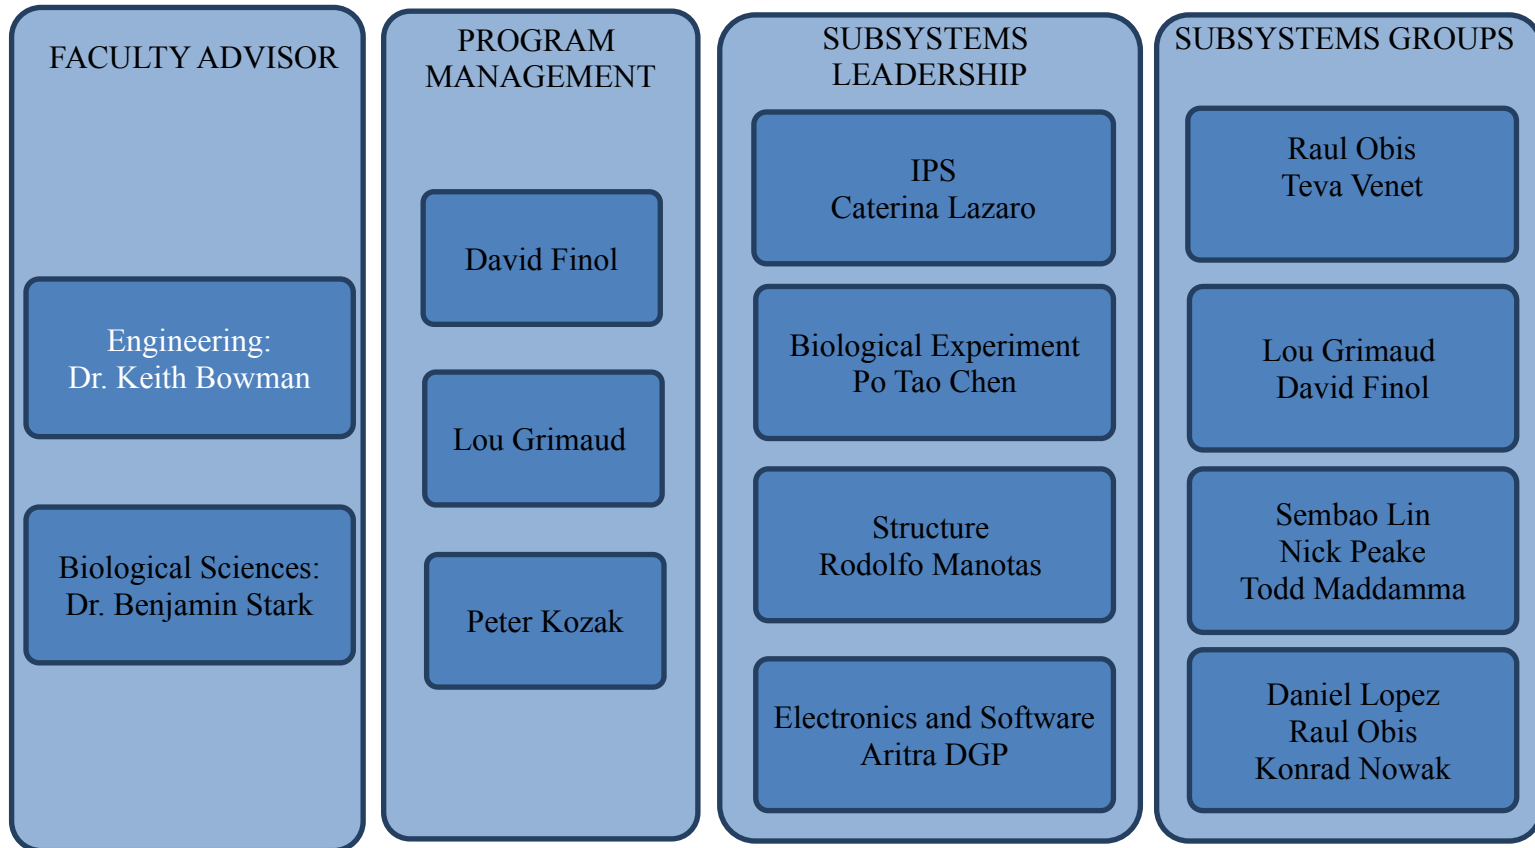 FACULTY ADVISOR
Engineering:
Dr. Keith Bowman
Biological Sciences:
Dr. Benjamin Stark
PROGRAM
MANAGEMENT
David Finol
Lou Grimaud
Peter Kozak
SUBSYSTEMS
LEADERSHIP
IPS
Caterina Lazaro
Biological Experiment
Po Tao Chen
Structure
Rodolfo Manotas
Electronics and Software
Aritra DGP
SUBSYSTEMS GROUPS
Raul Obis
Teva Venet
Lou Grimaud
David Finol
Sembao Lin
Nick Peake
Todd Maddamma
Daniel Lopez
Raul Obis
Konrad Nowak